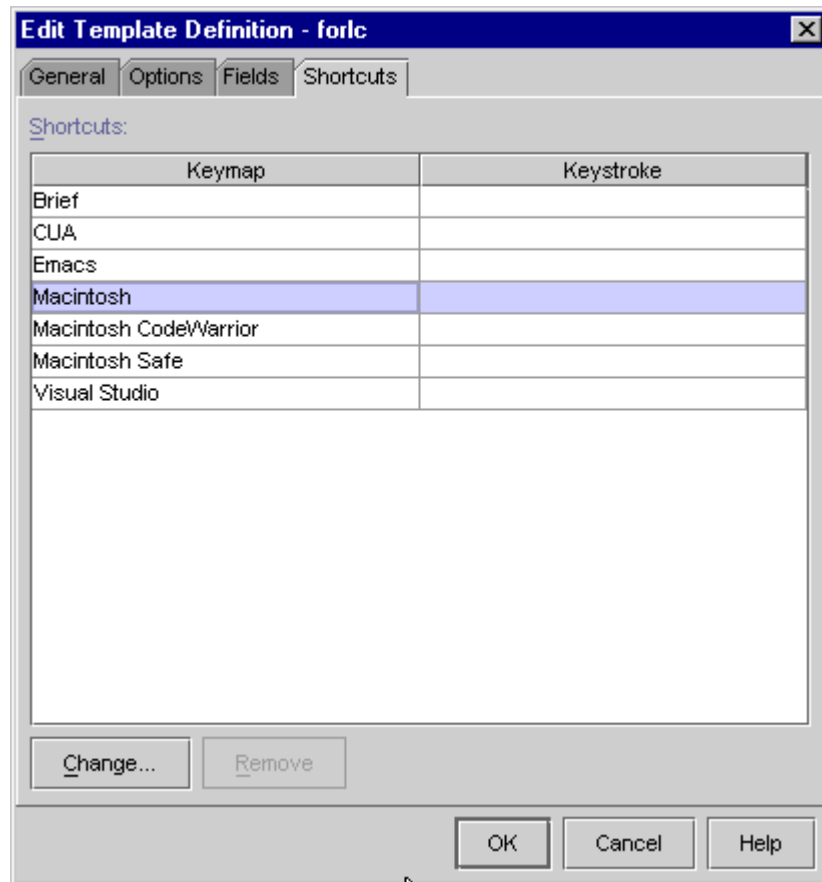 Edit Template Definition - forlc
General Options Fields Shortcuts
Shortcuts:
Keymap Keystroke
Brief
CUA
Emacs
Macintosh
Macintosh CodeWarrior
Macintosh Safe
Visual Studio
Change... Remove
OK Cancel Help